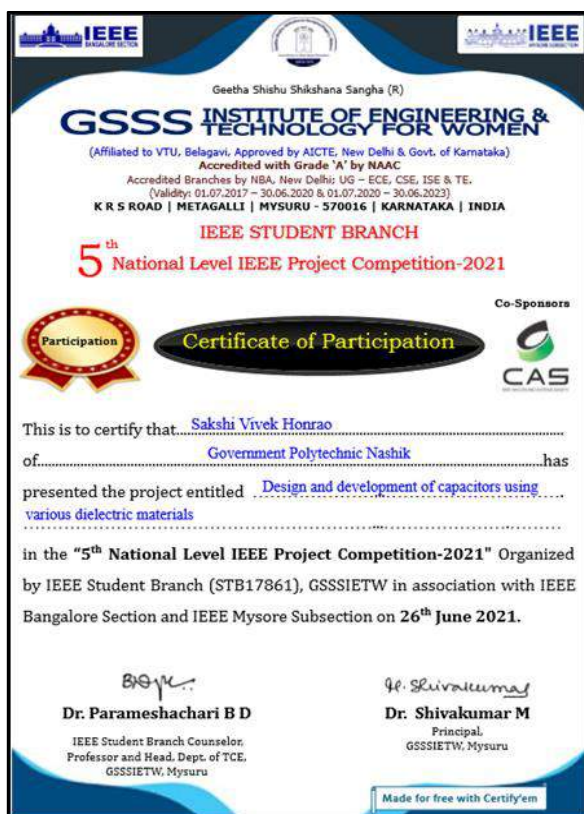 IEEE
BANGALORE SECTION
IEEE
MYSORE SUBSECTION
Geetha Shishu Shikshana Sangha (R)
GSSS INSTITUTE OF ENGINEERING &
TECHNOLOGY FOR WOMEN
(Affiliated to VTU, Belagavi, Approved by AICTE, New Delhi & Govt. of Karnataka)
Accredited with Grade 'A' by NAAC
Accredited Branches by NBA, New Delhi; UG – ECE, CSE, ISE & TE.
(Validity: 01.07.2017 – 30.06.2020 & 01.07.2020 – 30.06.2023)
K R S ROAD | METAGALLI | MYSURU - 570016 | KARNATAKA | INDIA
IEEE STUDENT BRANCH
5th National Level IEEE Project Competition-2021
Co-Sponsors
Participation
Certificate of Participation
CAS
This is to certify that Sakshi Vivek Honrao
of Government Polytechnic Nashik has
presented the project entitled Design and development of capacitors using
various dielectric materials
in the "5th National Level IEEE Project Competition-2021" Organized
by IEEE Student Branch (STB17861), GSSSIETW in association with IEEE
Bangalore Section and IEEE Mysore Subsection on 26th June 2021.
H. Shivakumar
Dr. Parameshachari B D
IEEE Student Branch Counselor,
Professor and Head, Dept. of TCE,
GSSSIETW, Mysuru
Dr. Shivakumar M
Principal,
GSSSIETW, Mysuru
Made for free with Certify'em